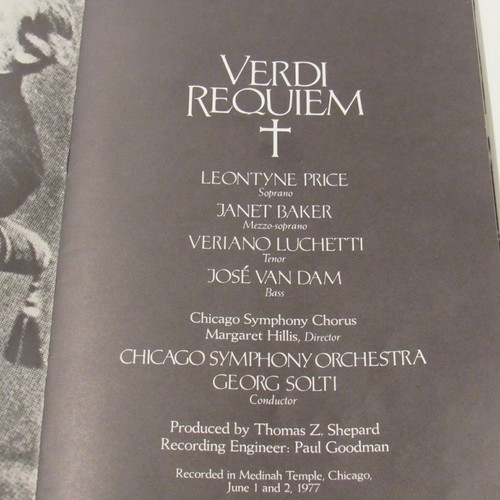 VERDI
REQUIEM
LEONTYNE PRICE
Soprano
JANET BAKER
Mezzo-soprano
VERIANO LUCHETTI
Tenor
JOSÉ VAN DAM
Bass
Chicago Symphony Chorus
Margaret Hillis, Director
CHICAGO SYMPHONY ORCHESTRA
GEORG SOLTI
Conductor
Produced by Thomas Z. Shepard
Recording Engineer: Paul Goodman
Recorded in Medinah Temple, Chicago,
June 1 and 2, 1977